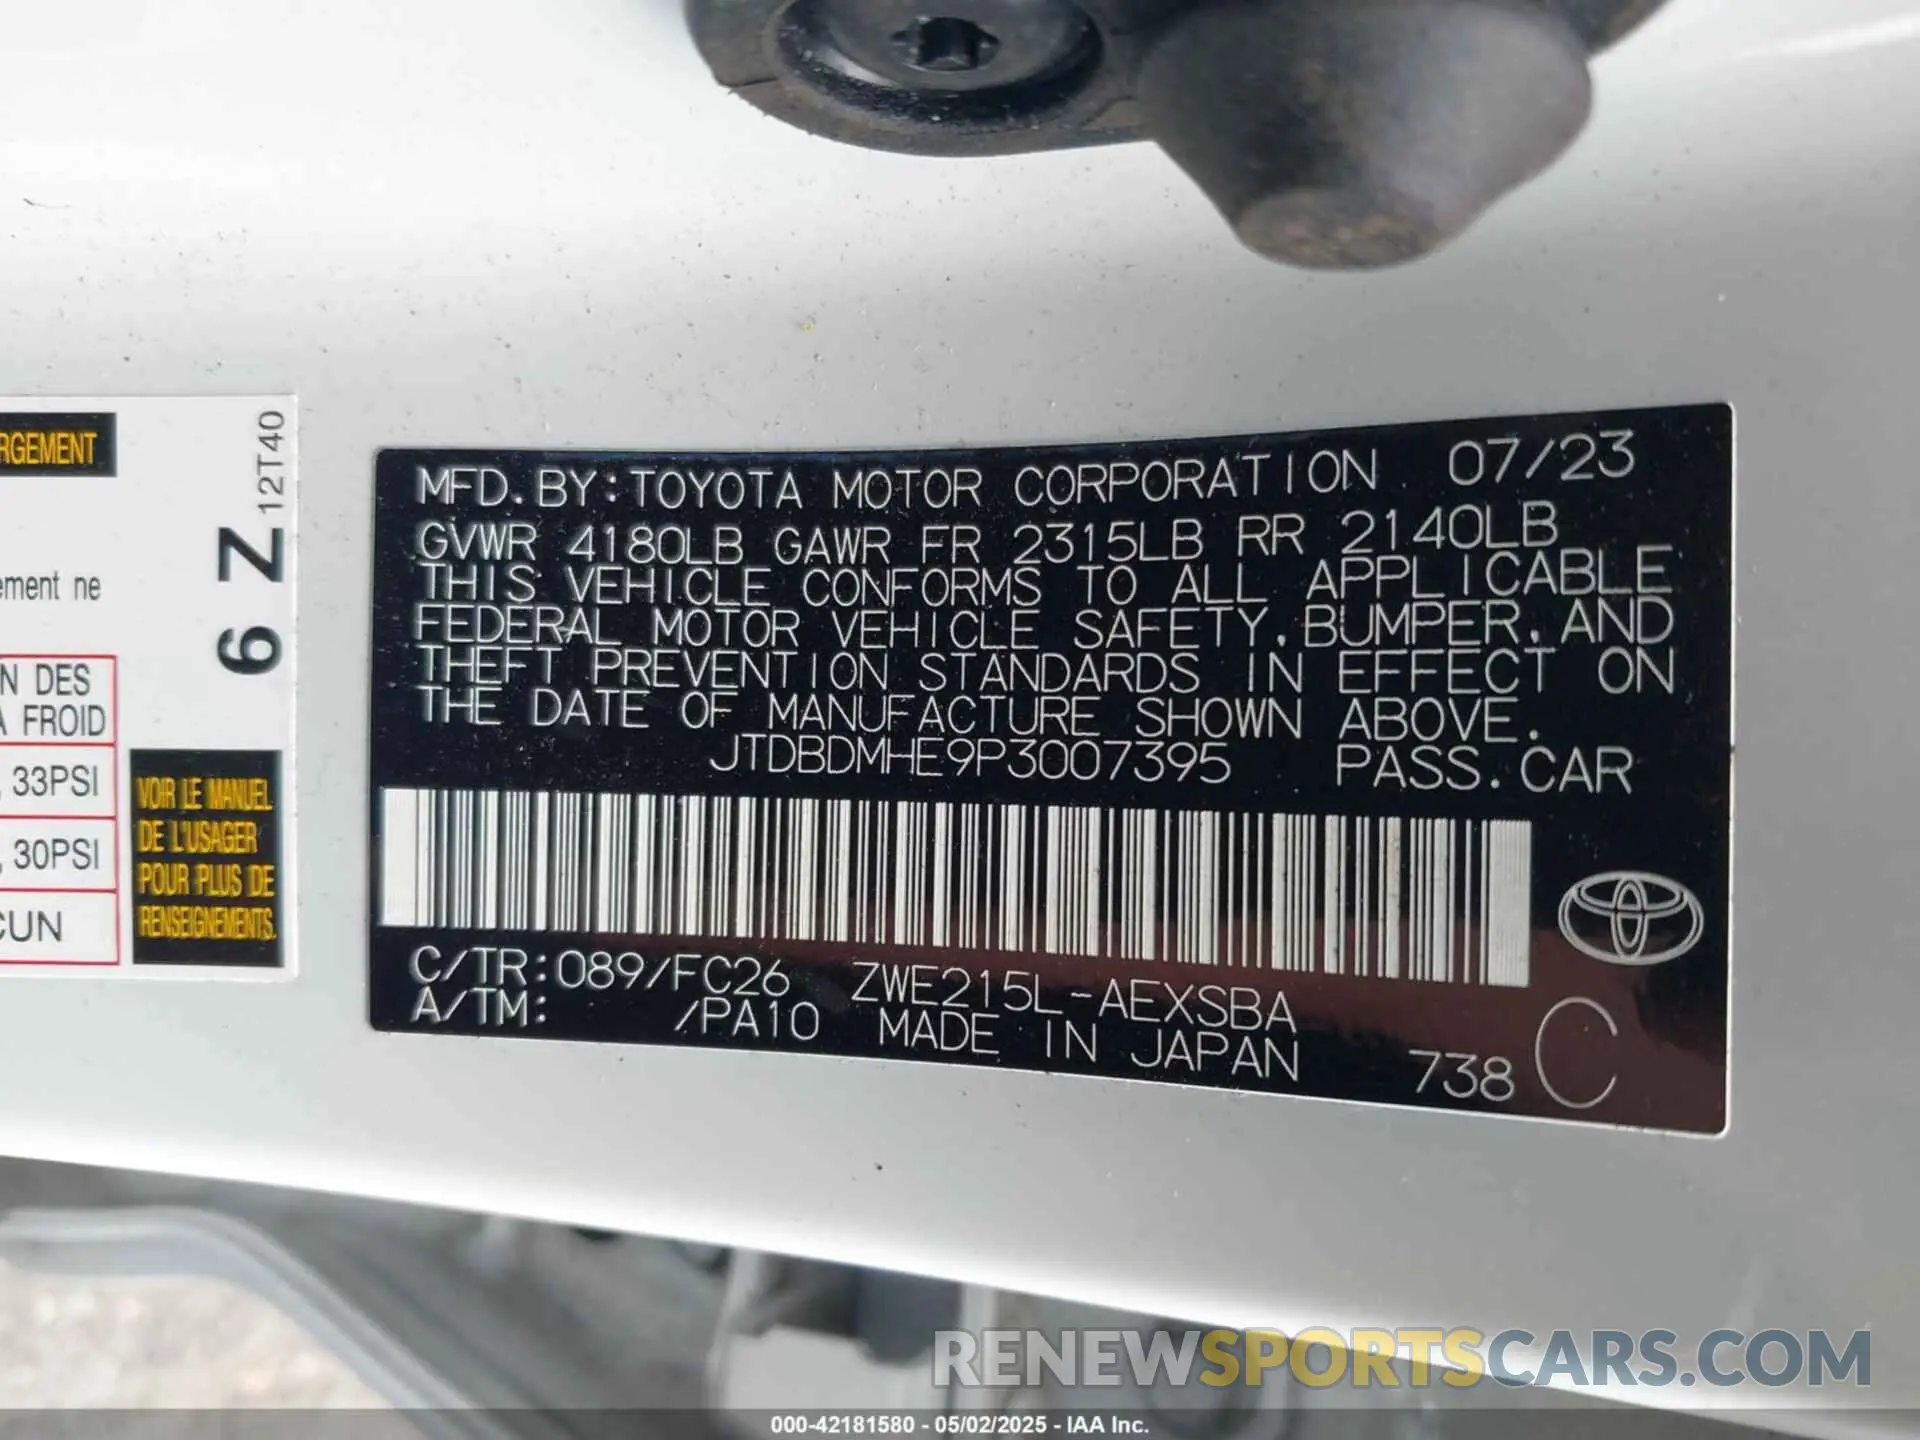 RGEMENT
12T40
6 Z
ement ne
N DES
A FROID
, 33PSI
, 30PSI
CUN
VOIR LE MANUEL
DE L'USAGER
POUR PLUS DE
RENSEIGNEMENTS.
MFD. BY: TOYOTA MOTOR CORPORATION 07/23
GVWR 4180LB GAWR FR 2315LB RR 2140LB
THIS VEHICLE CONFORMS TO ALL APPLICABLE
FEDERAL MOTOR VEHICLE SAFETY, BUMPER, AND
THEFT PREVENTION STANDARDS IN EFFECT ON
THE DATE OF MANUFACTURE SHOWN ABOVE.
JTDBDMHE9P3007395 PASS. CAR
C/TR: 089/FC26 ZWE215L-AEXSBA
A/TM: /PA10 MADE IN JAPAN 738 C
RENEWSPORTSCARS.COM
000-42181580 - 05/02/2025 - IAA Inc.